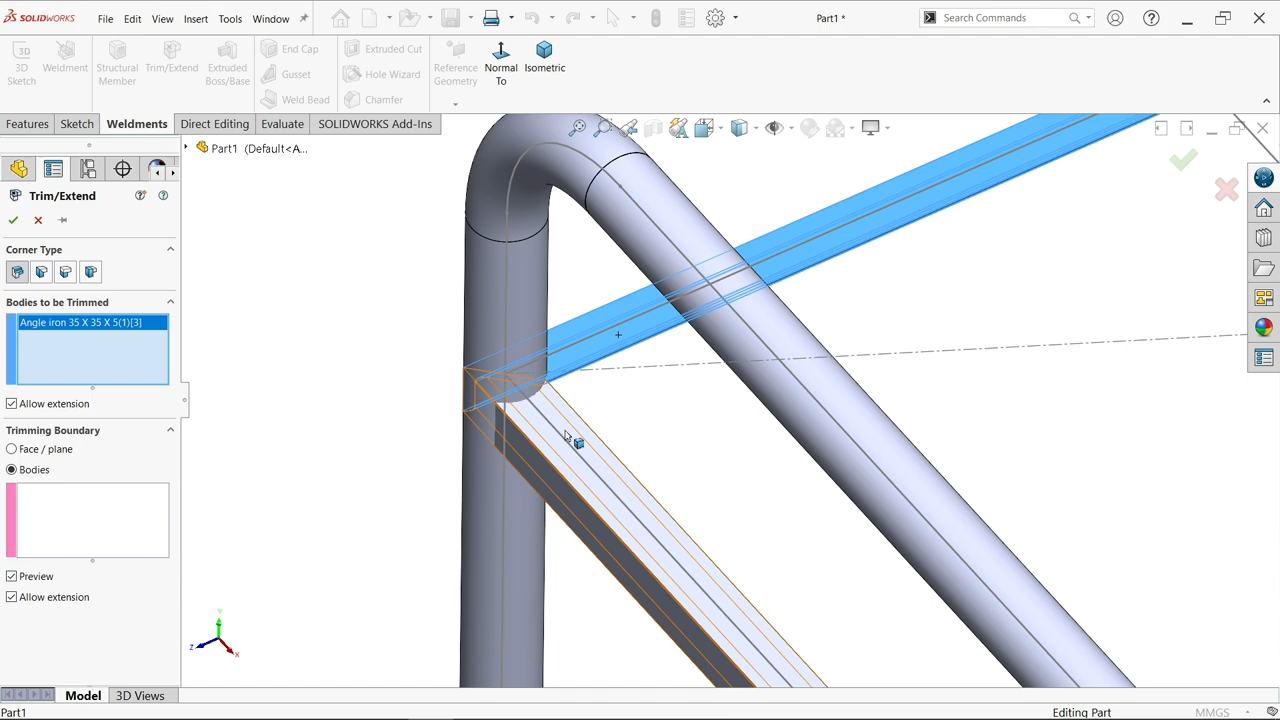 SOLIDWORKS
File
Edit
View
Insert
Tools
Window
Part1 *
Search Commands
3D Sketch
Weldment
Structural Member
Trim/Extend
Extruded Boss/Base
End Cap
Gusset
Weld Bead
Extruded Cut
Hole Wizard
Chamfer
Reference Geometry
Normal To
Isometric
Features
Sketch
Weldments
Direct Editing
Evaluate
SOLIDWORKS Add-Ins
Part1 (Default<A...
Trim/Extend
Corner Type
Bodies to be Trimmed
Angle iron 35 X 35 X 5(1)[3]
Allow extension
Trimming Boundary
Face / plane
Bodies
Preview
Allow extension
Y
Z
X
Model
3D Views
Part1
Editing Part
MMGS